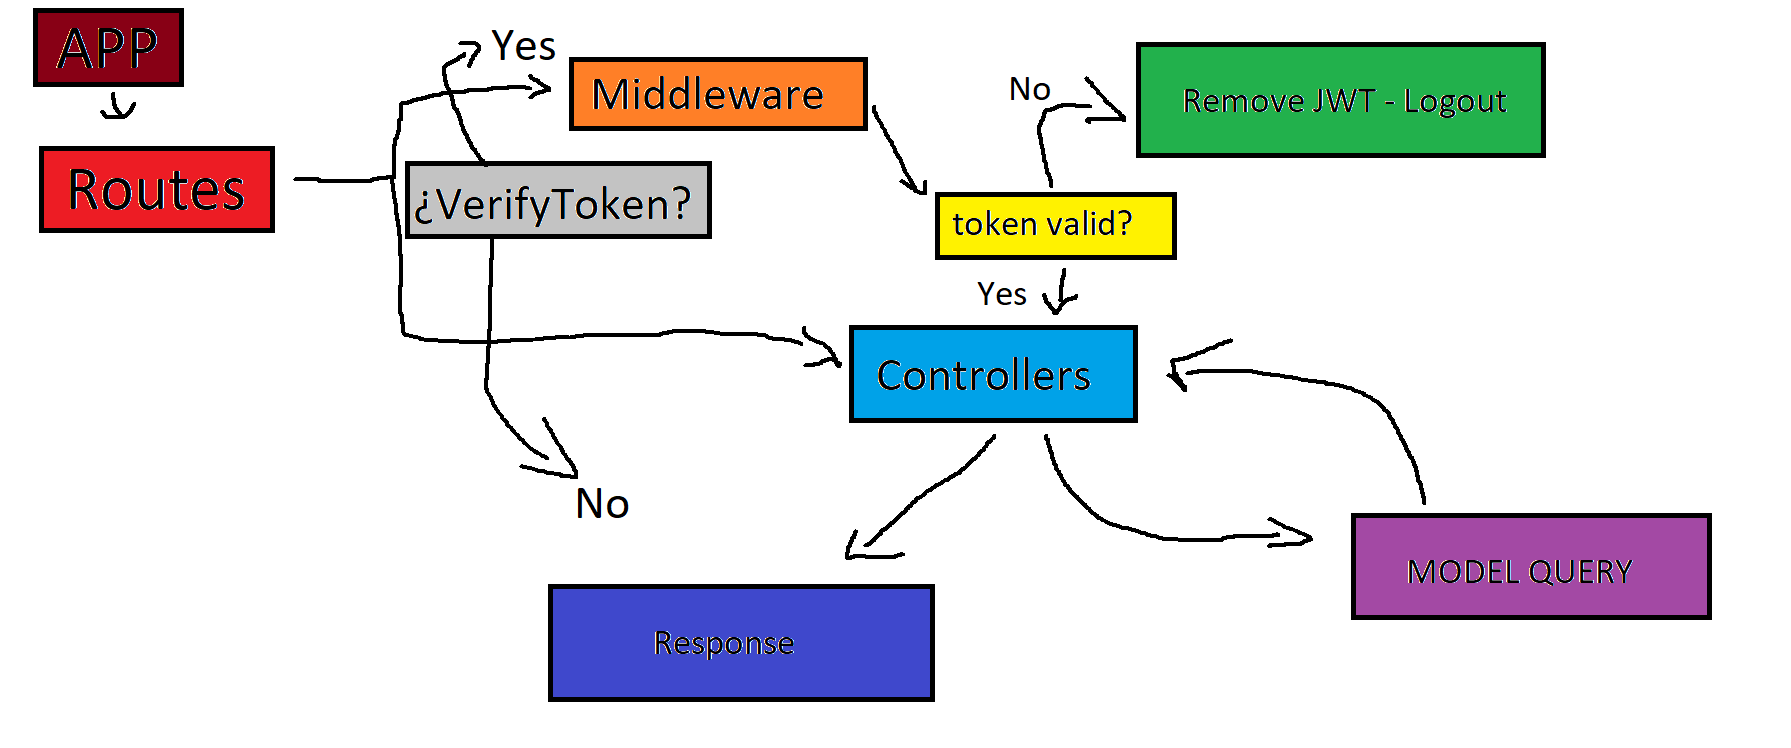 APP
Yes
Middleware
No
Remove JWT - Logout
Routes
¿VerifyToken?
token valid?
Yes
Controllers
No
MODEL QUERY
Response